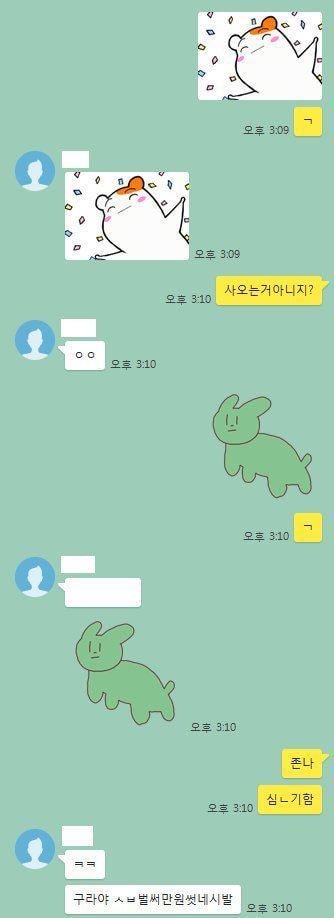 ㄱ
오후 3:09
오후 3:09
사오는거아니지?
오후 3:10
ㅇㅇ
오후 3:10
ㄱ
오후 3:10
오후 3:10
존나
심ㄴ기함
오후 3:10
ㅋㅋ
구라야 ㅅㅂ벌써만원썻네시발
오후 3:10